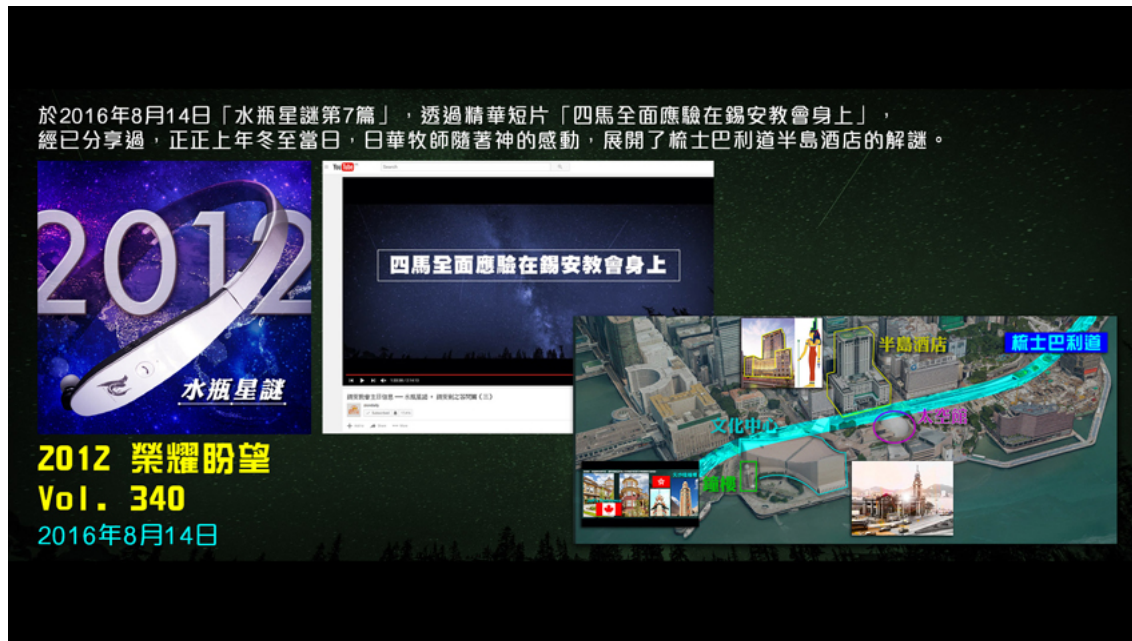 於2016年8月14日「水瓶星謎第7篇」，透過精華短片「四馬全面應驗在錫安教會身上」，
經已分享過，正正上年冬至當日，日華牧師隨著神的感動，展開了梳士巴利道半島酒店的解謎。
2012
水瓶星謎
YouTube
Search
四馬全面應驗在錫安教會身上
半島酒店
梳士巴利道
文化中心
太空館
鐘樓
2012 榮耀盼望
Vol. 340
2016年8月14日